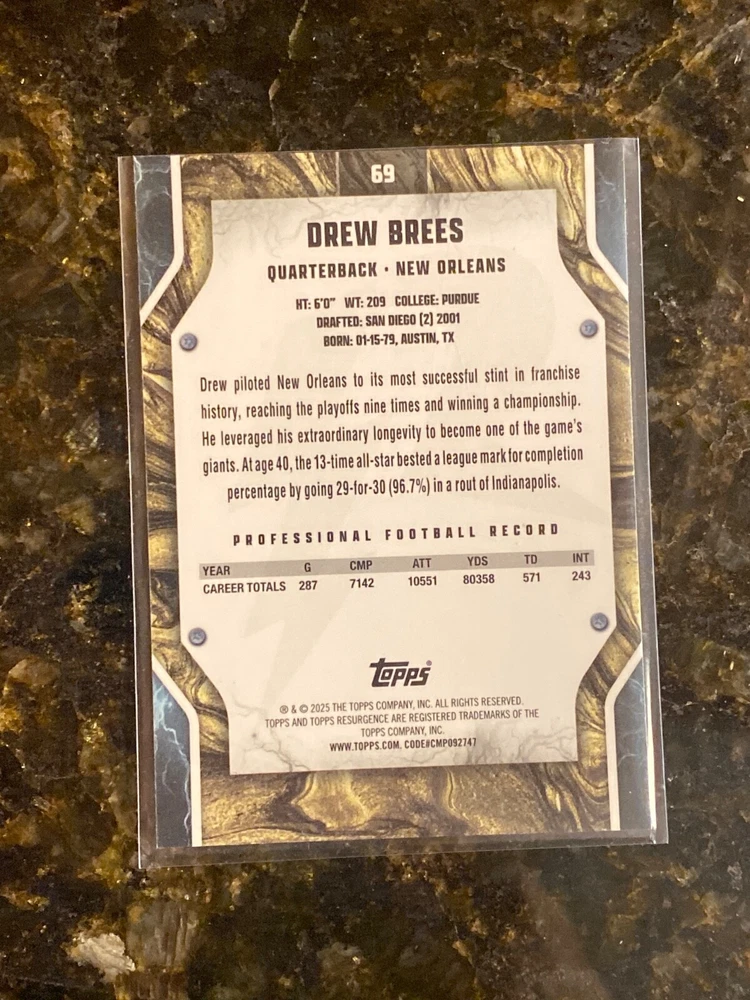 69
DREW BREES
QUARTERBACK • NEW ORLEANS
HT: 6'0" WT: 209 COLLEGE: PURDUE
DRAFTED: SAN DIEGO (2) 2001
BORN: 01-15-79, AUSTIN, TX
Drew piloted New Orleans to its most successful stint in franchise
history, reaching the playoffs nine times and winning a championship.
He leveraged his extraordinary longevity to become one of the game's
giants. At age 40, the 13-time all-star bested a league mark for completion
percentage by going 29-for-30 (96.7%) in a rout of Indianapolis.
PROFESSIONAL FOOTBALL RECORD
YEAR G CMP ATT YDS TD INT
CAREER TOTALS 287 7142 10551 80358 571 243
topps
® & © 2025 THE TOPPS COMPANY, INC. ALL RIGHTS RESERVED.
TOPPS AND TOPPS RESURGENCE ARE REGISTERED TRADEMARKS OF THE
TOPPS COMPANY, INC.
WWW.TOPPS.COM. CODE#CMP092747